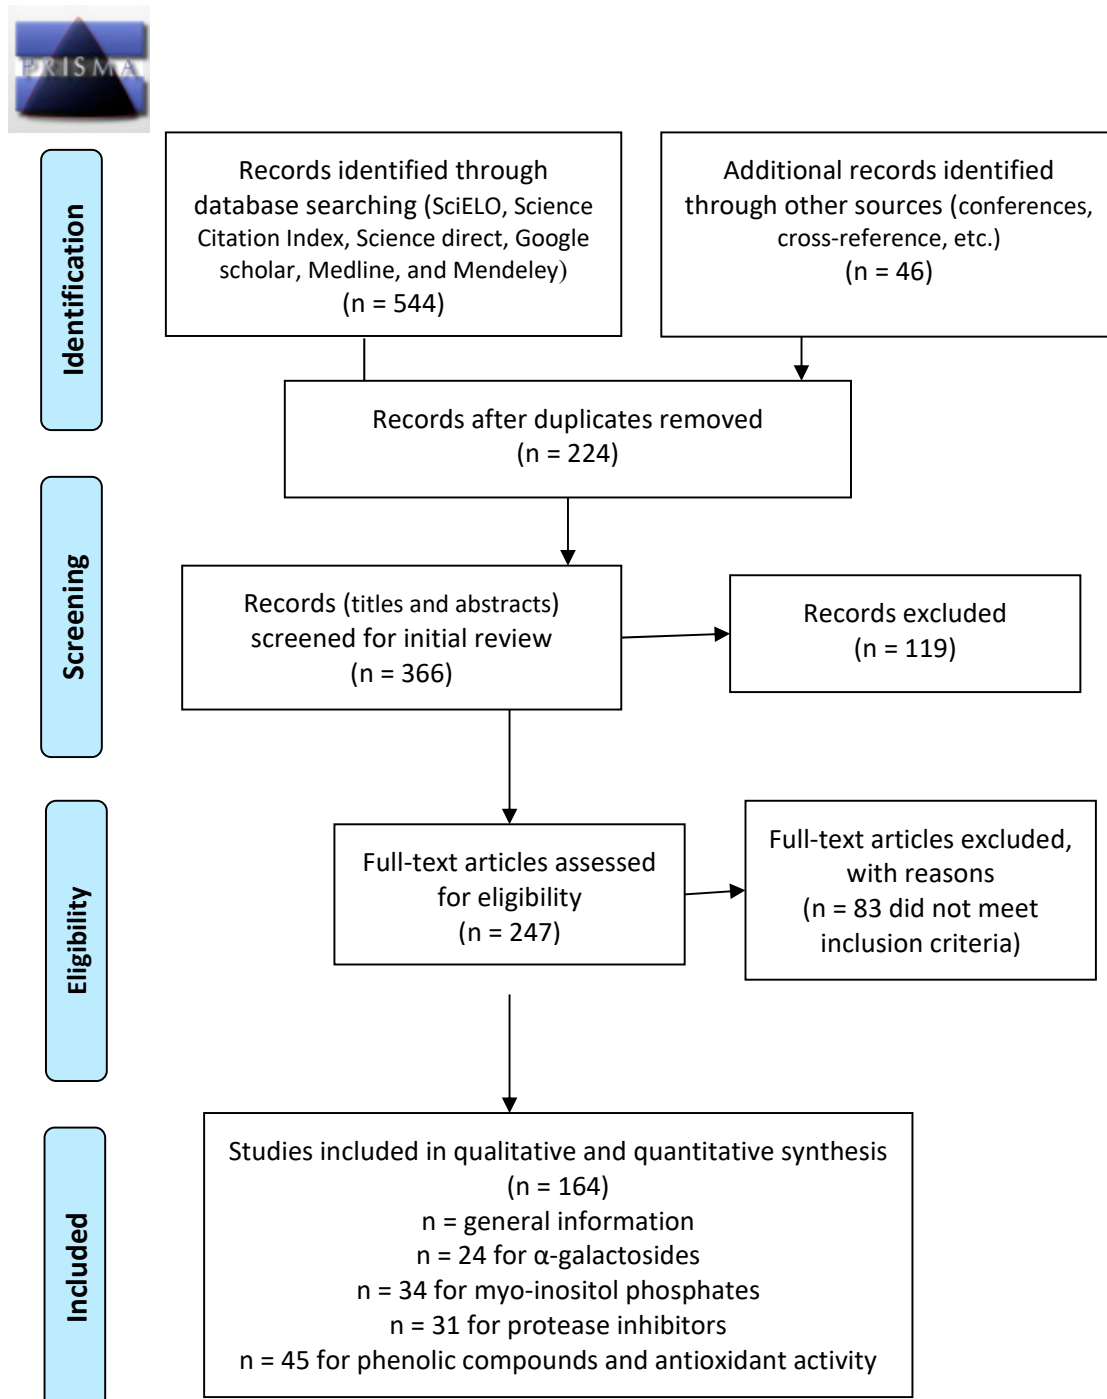 PRISMA
Identification
Records identified through
database searching (SciELO, Science
Citation Index, Science direct, Google
scholar, Medline, and Mendeley)
(n = 544)
Additional records identified
through other sources (conferences,
cross-reference, etc.)
(n = 46)
Records after duplicates removed
(n = 224)
Screening
Records (titles and abstracts)
screened for initial review
(n = 366)
Records excluded
(n = 119)
Eligibility
Full-text articles assessed
for eligibility
(n = 247)
Full-text articles excluded,
with reasons
(n = 83 did not meet
inclusion criteria)
Included
Studies included in qualitative and quantitative synthesis
(n = 164)
n = general information
n = 24 for α-galactosides
n = 34 for myo-inositol phosphates
n = 31 for protease inhibitors
n = 45 for phenolic compounds and antioxidant activity